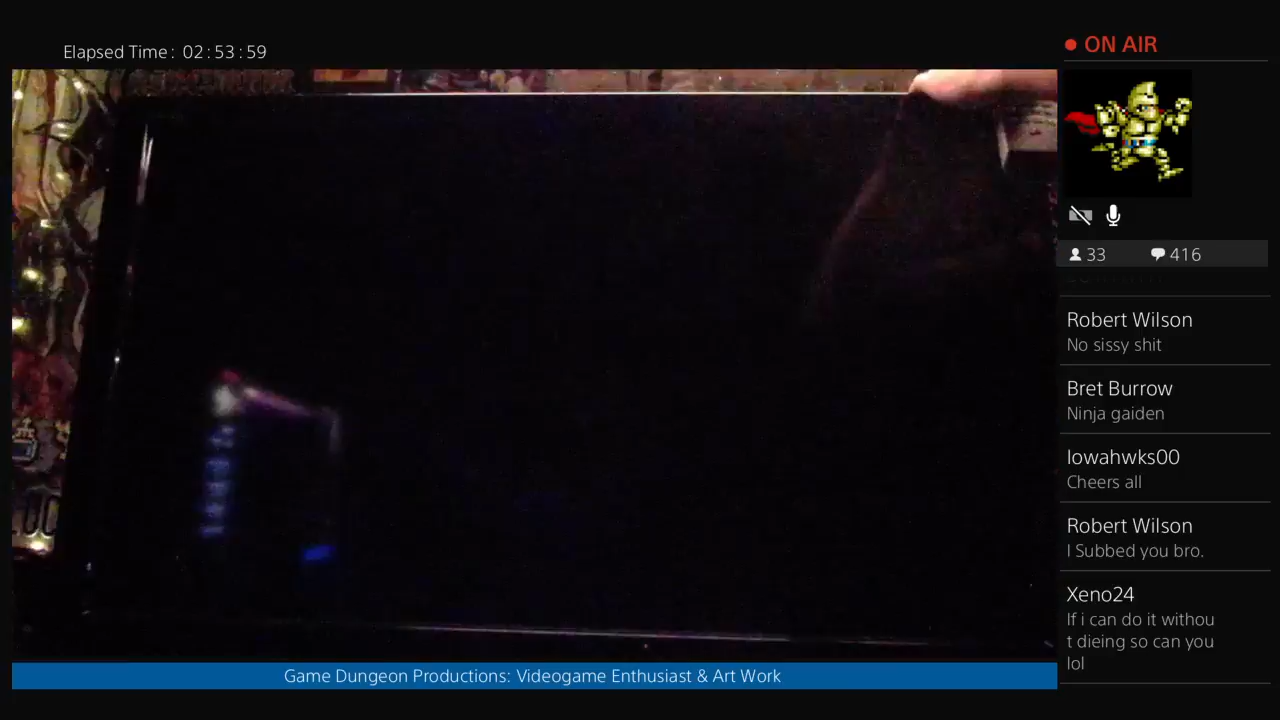 Elapsed Time: 02:53:59
ON AIR
33 416
Robert Wilson
No sissy shit
Bret Burrow
Ninja gaiden
Iowahwks00
Cheers all
Robert Wilson
I Subbed you bro.
Xeno24
If i can do it withou
t dieing so can you
lol
Game Dungeon Productions: Videogame Enthusiast & Art Work